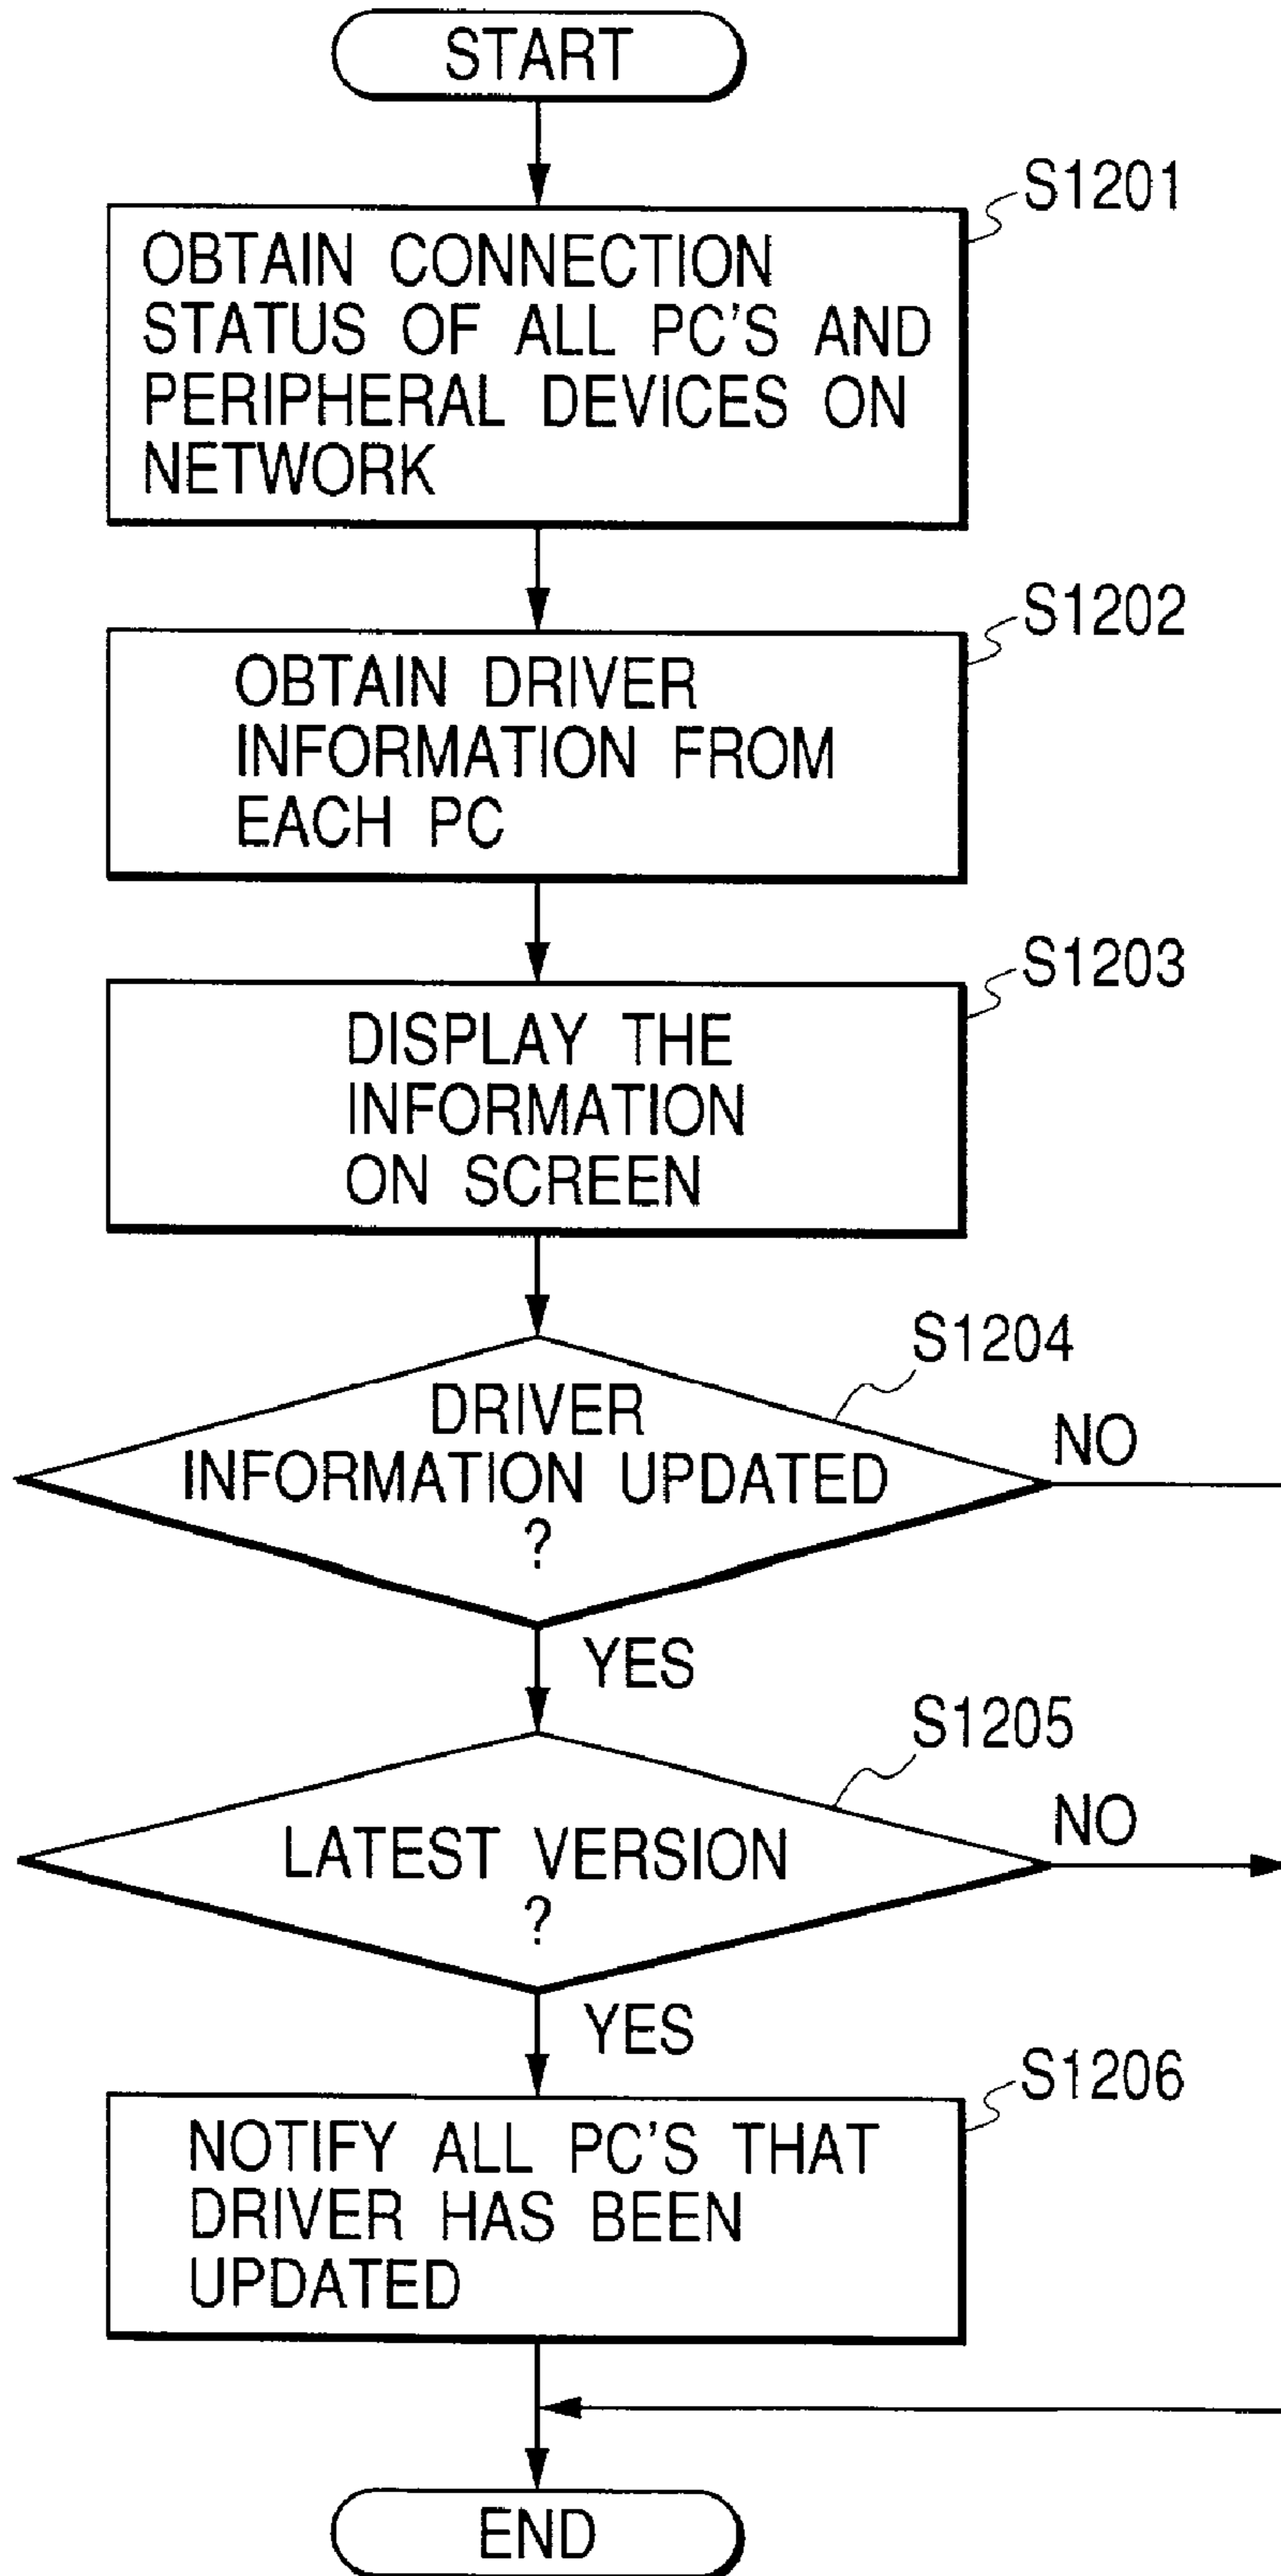 START
S1201
OBTAIN CONNECTION
STATUS OF ALL PC'S AND
PERIPHERAL DEVICES ON
NETWORK
S1202
OBTAIN DRIVER
INFORMATION FROM
EACH PC
S1203
DISPLAY THE
INFORMATION
ON SCREEN
S1204
DRIVER
INFORMATION UPDATED
?
NO
YES
S1205
LATEST VERSION
?
NO
YES
S1206
NOTIFY ALL PC'S THAT
DRIVER HAS BEEN
UPDATED
END